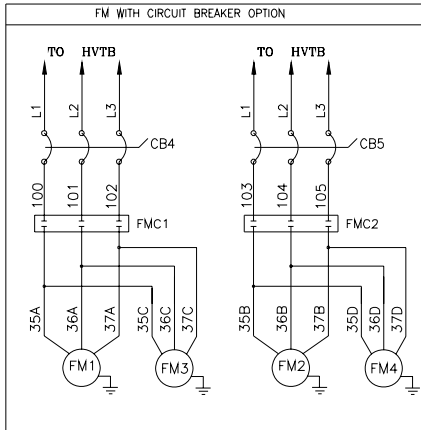 FM WITH CIRCUIT BREAKER OPTION
TO HVTB
TO HVTB
L1 L2 L3
L1 L2 L3
CB4
CB5
100 101 102
103 104 105
FMC1
FMC2
35A 36A 37A 35C 36C 37C
35B 36B 37B 35D 36D 37D
FM1 FM3
FM2 FM4